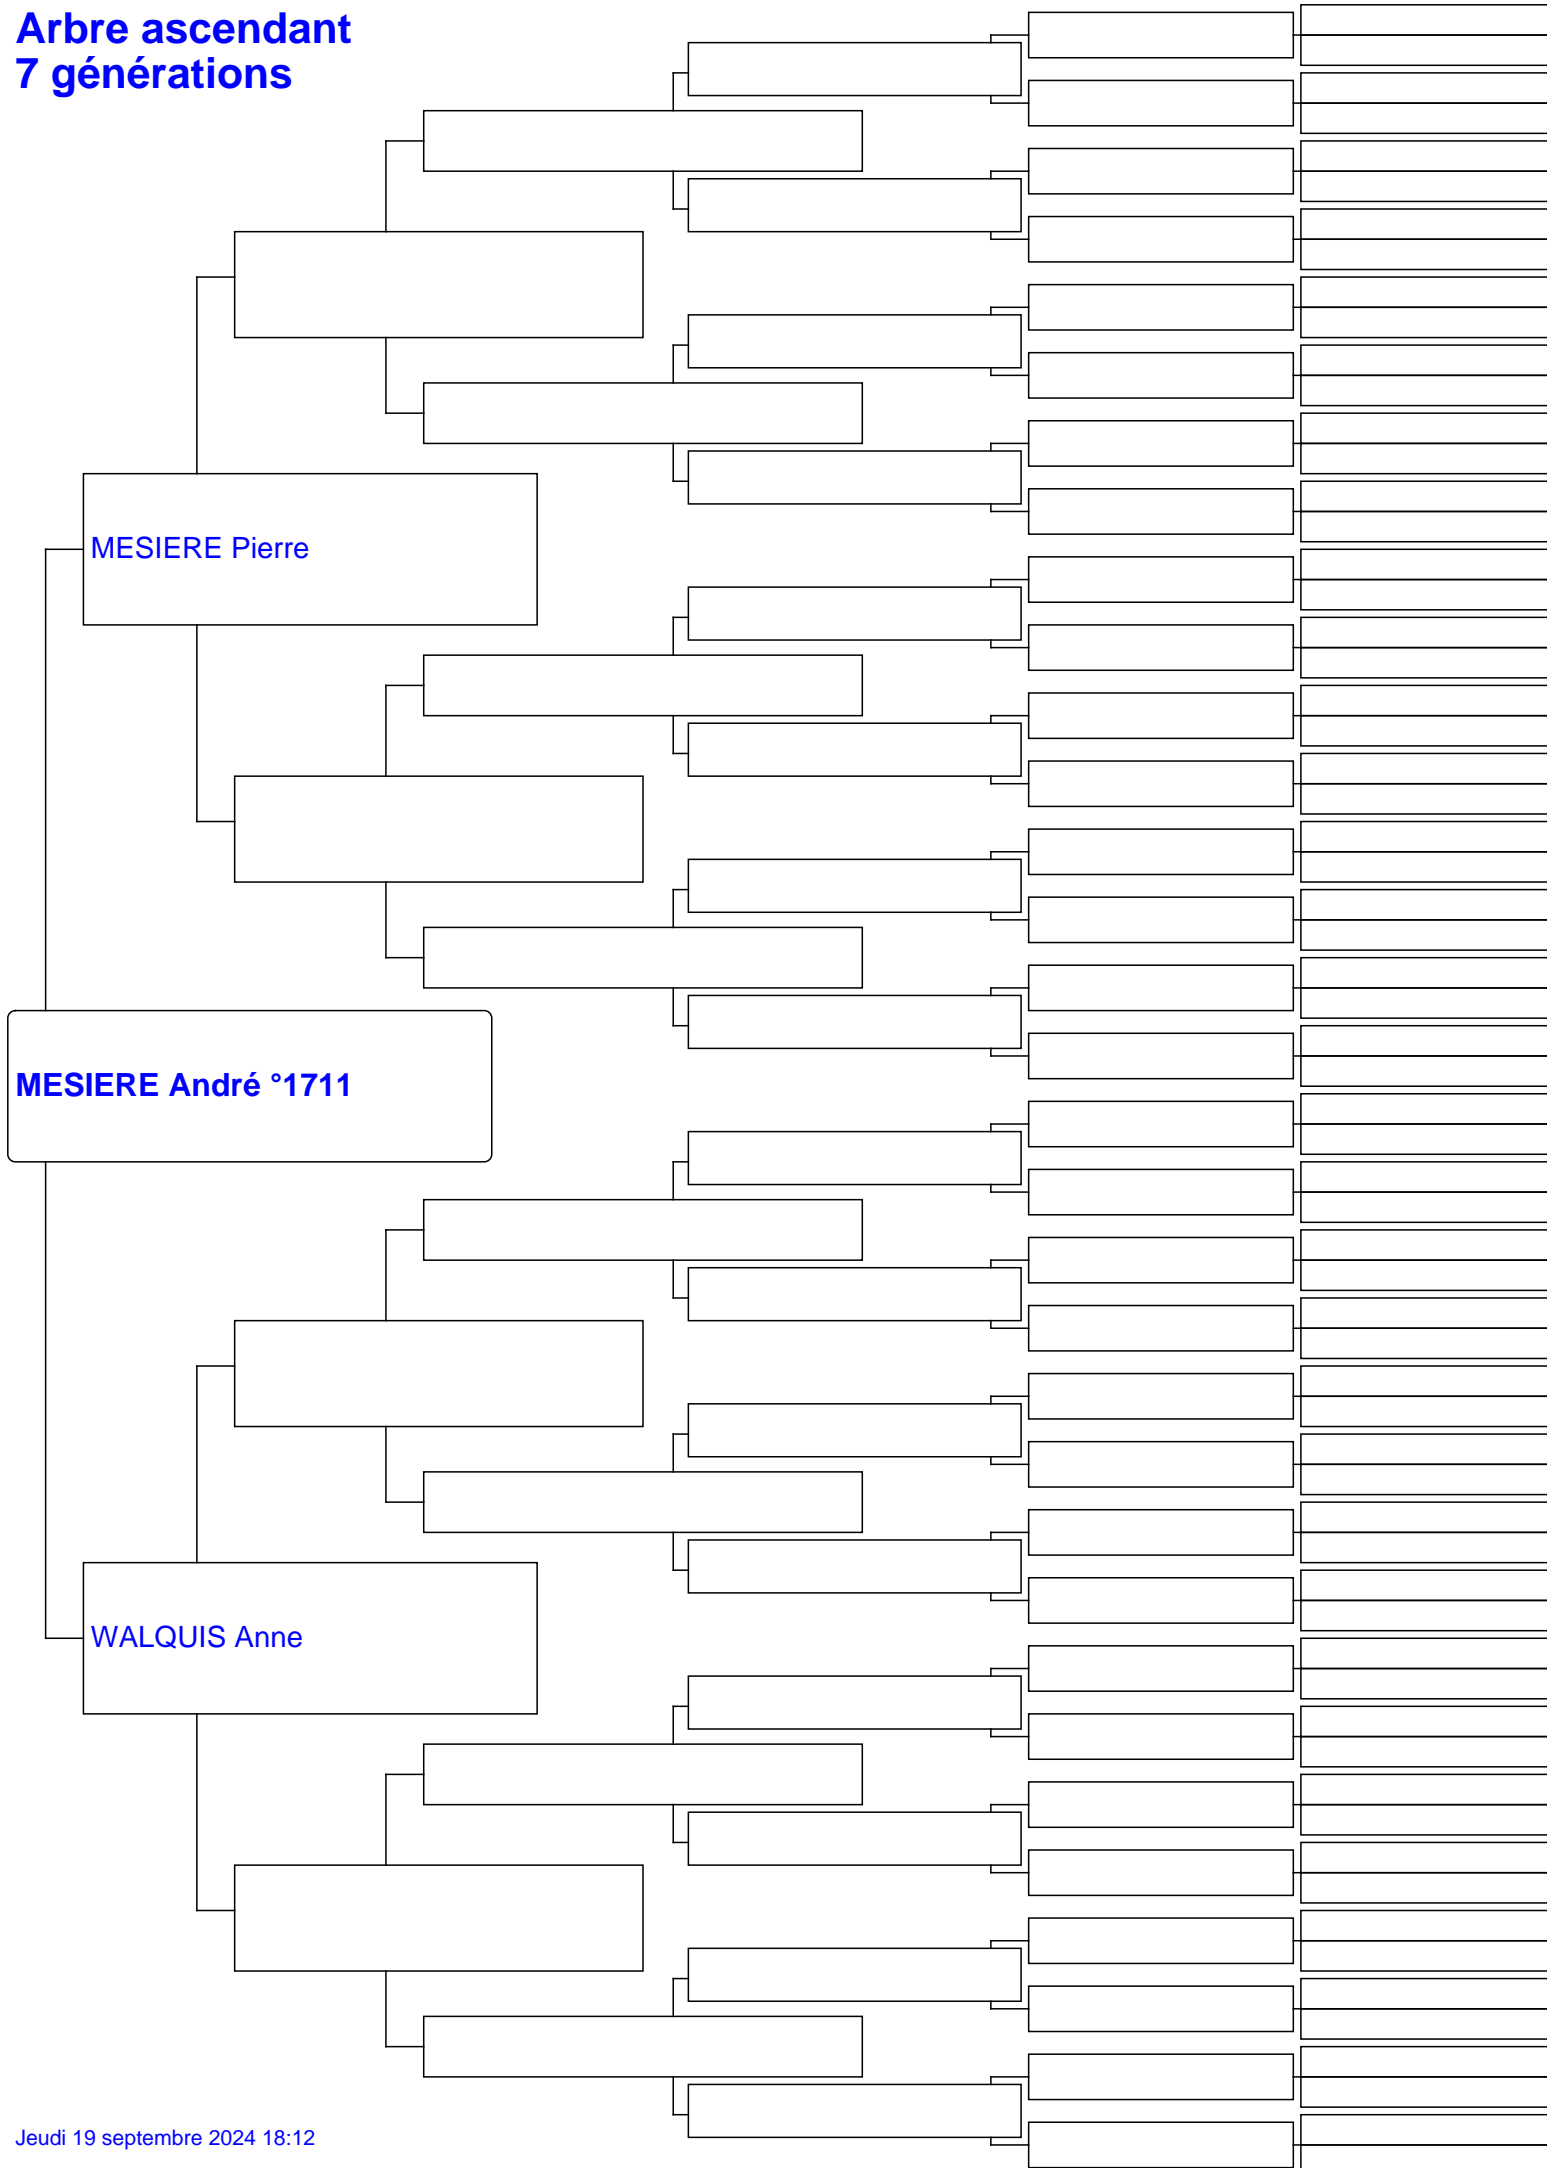 Arbre ascendant
7 générations
MESIERE Pierre
MESIERE André °1711
WALQUIS Anne
Jeudi 19 septembre 2024 18:12